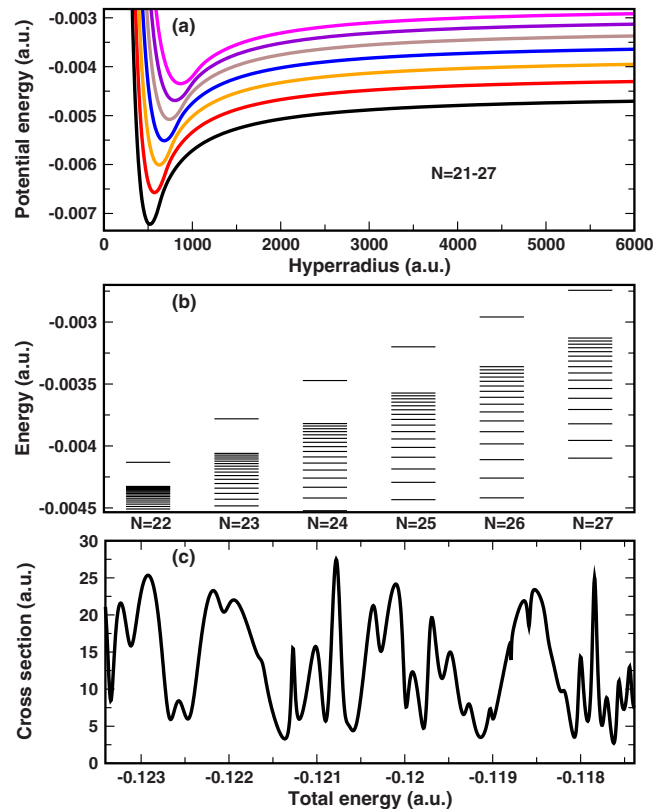 (a)
Potential energy (a.u.)
-0.003
-0.004
-0.005
-0.006
-0.007
N=21-27
0 1000 2000 3000 4000 5000 6000
Hyperradius (a.u.)
(b)
Energy (a.u.)
-0.003
-0.0035
-0.004
-0.0045
N=22 N=23 N=24 N=25 N=26 N=27
(c)
Cross section (a.u.)
30
25
20
15
10
5
0
-0.123 -0.122 -0.121 -0.12 -0.119 -0.118
Total energy (a.u.)